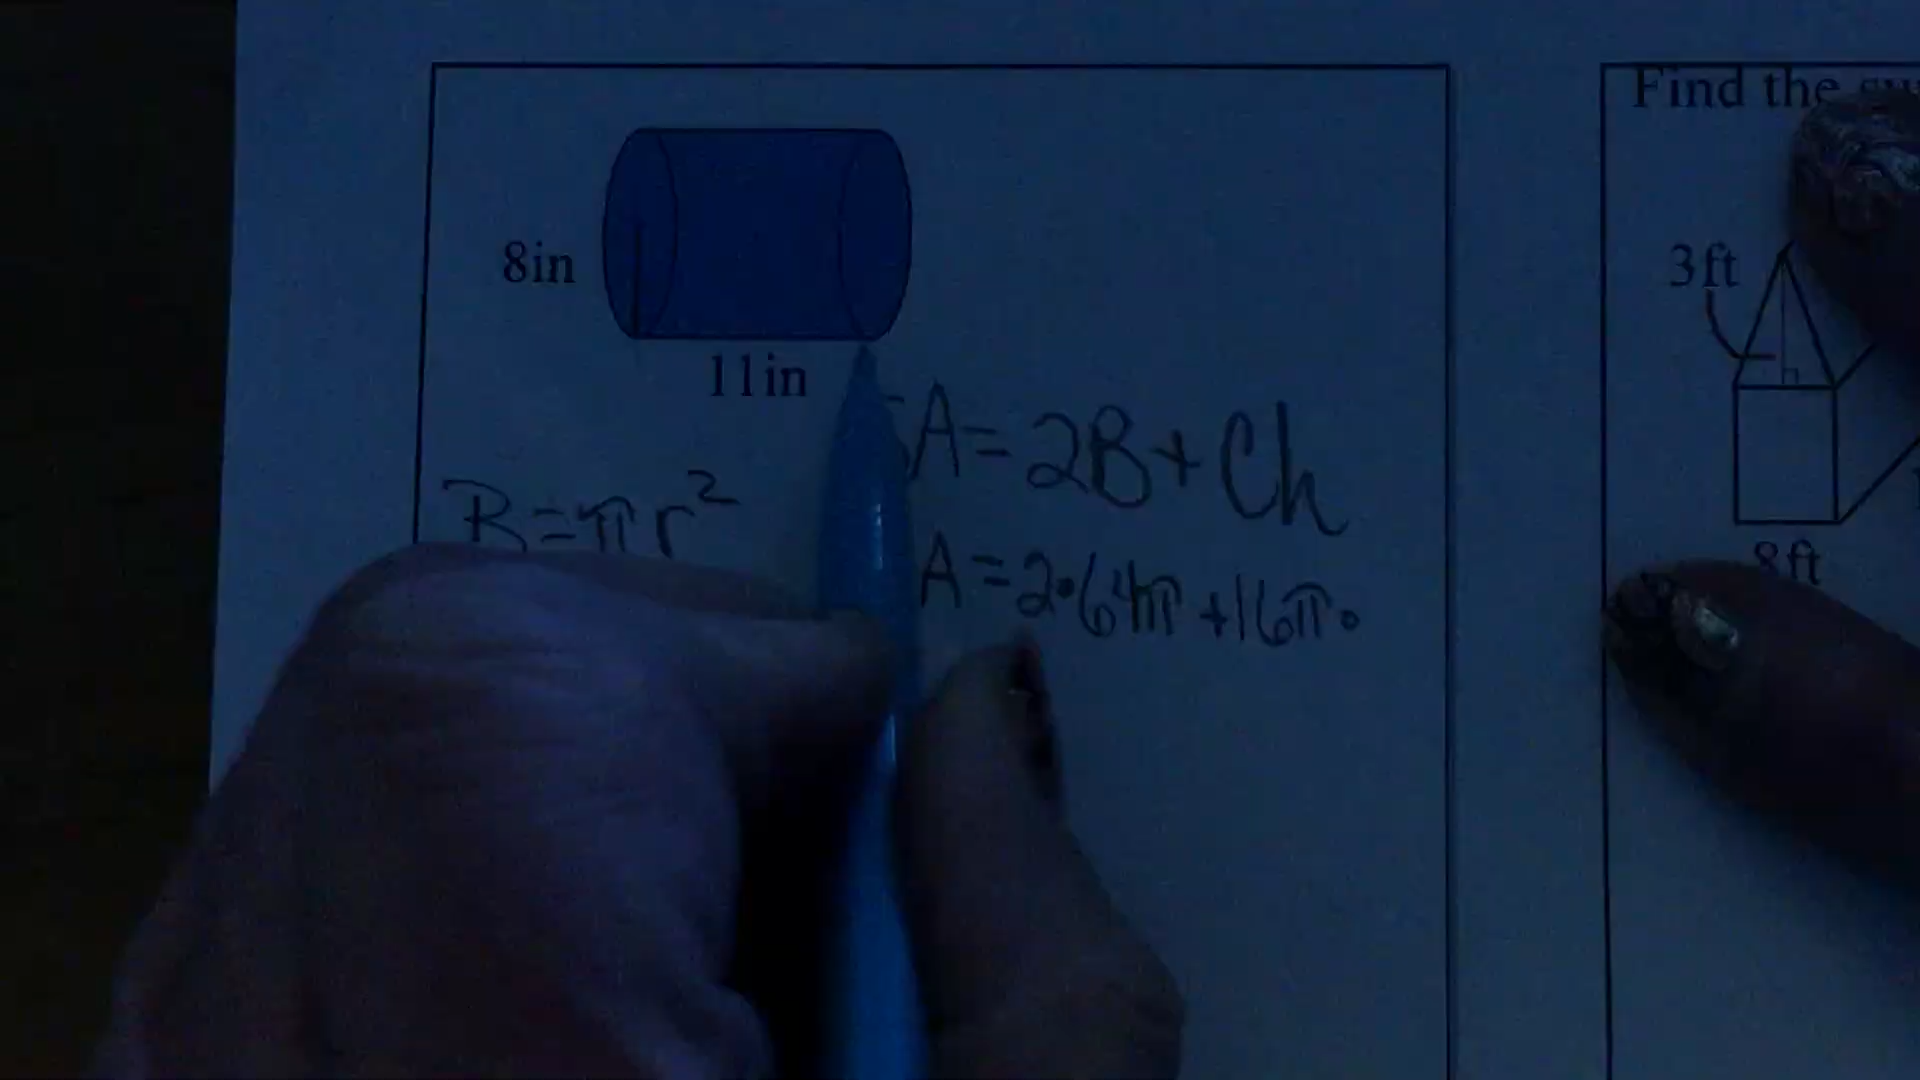 8in
11in
A = 2B + Ch
B = πr²
A = 2·64π + 16π·
Find the
3ft
8ft